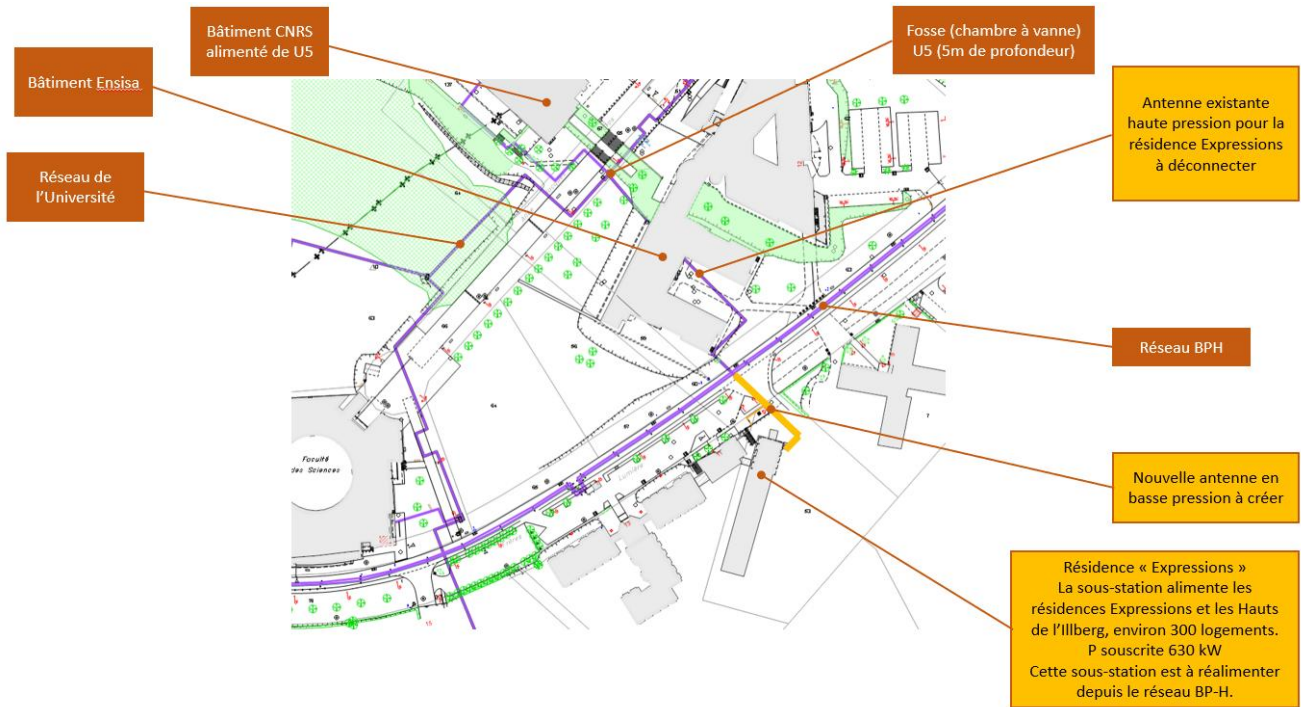 Bâtiment CNRS
alimenté de U5
Fosse (chambre à vanne)
U5 (5m de profondeur)
Bâtiment Ensisa
Antenne existante
haute pression pour la
résidence Expressions
à déconnecter
Réseau de
l'Université
Réseau BPH
Faculté
des Sciences
Nouvelle antenne en
basse pression à créer
Résidence « Expressions »
La sous-station alimente les
résidences Expressions et les Hauts
de l'Illberg, environ 300 logements.
P souscrite 630 kW
Cette sous-station est à réalimenter
depuis le réseau BP-H.